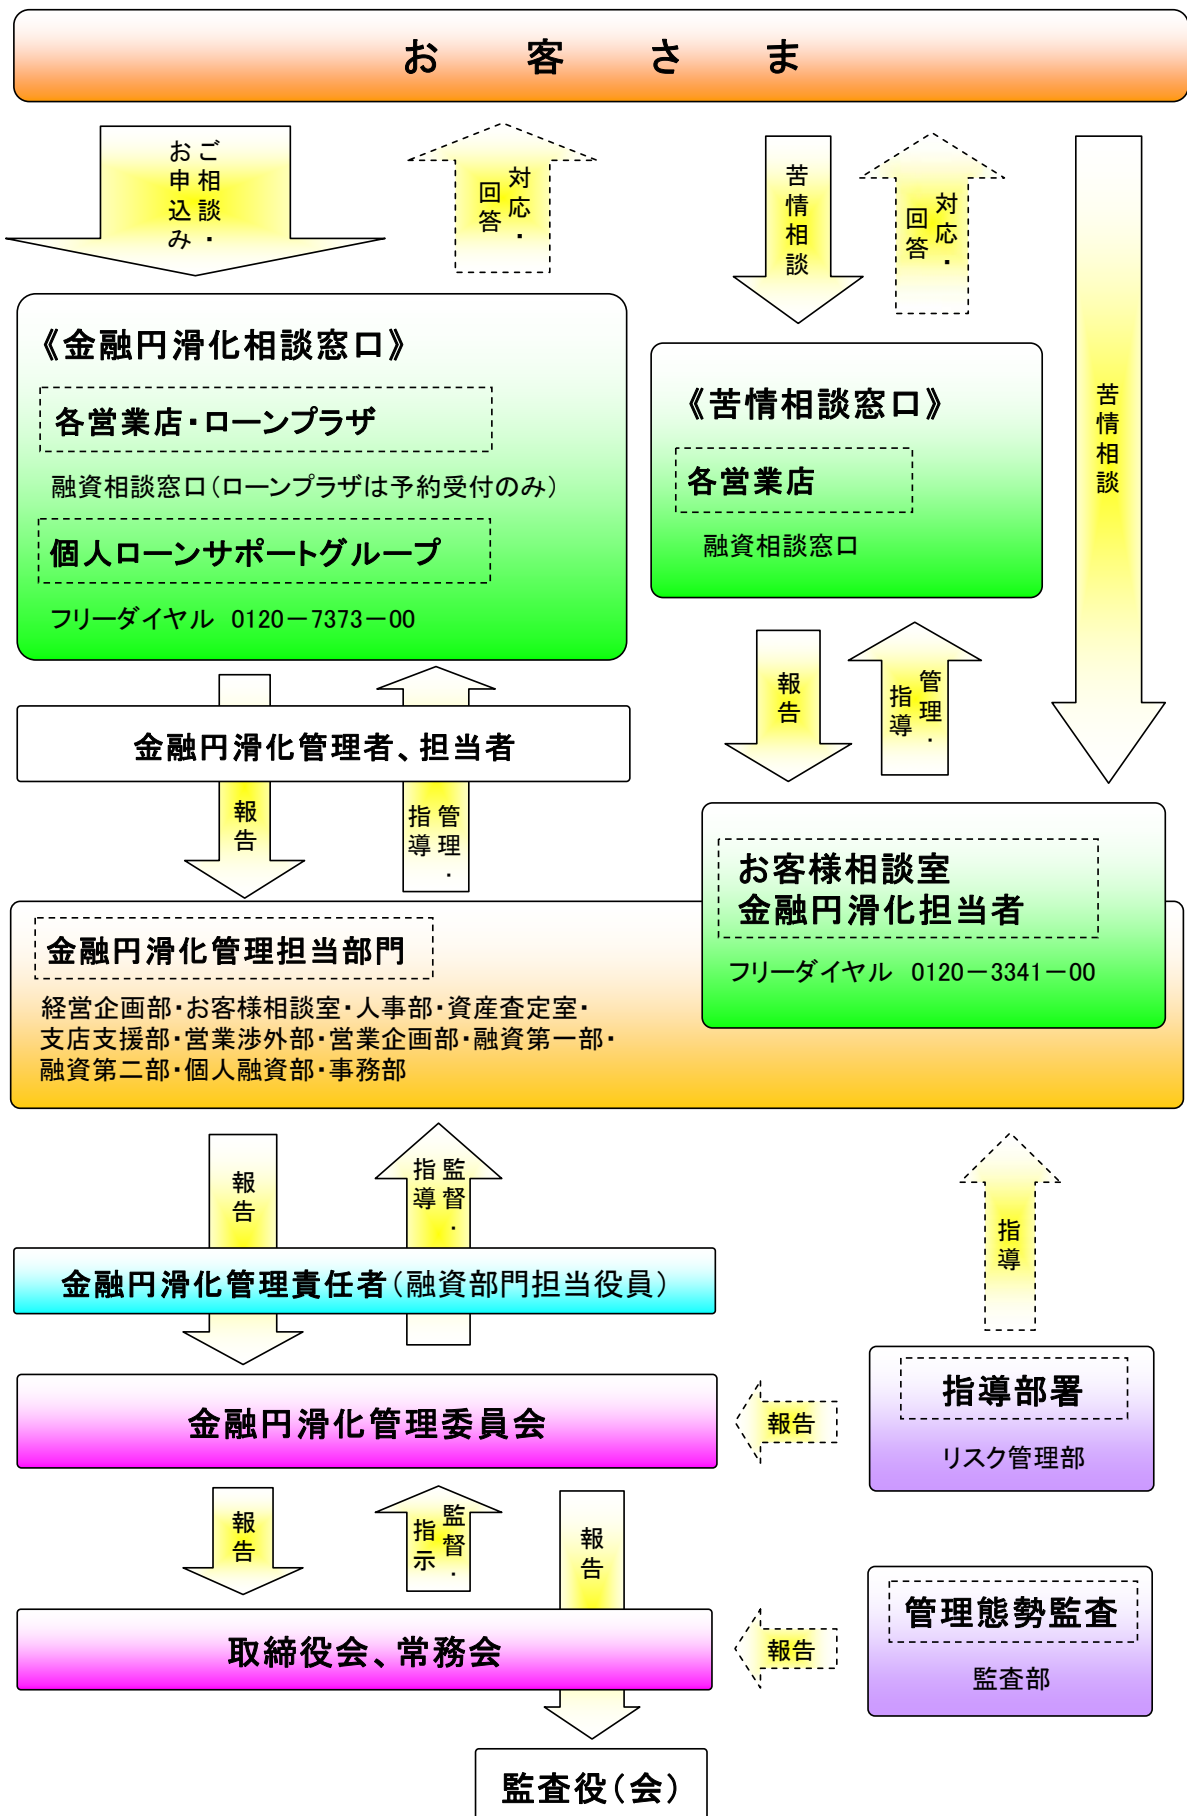 お客さま
ご相談・
お申込み
対応・
回答
苦情相談
対応・
回答
苦情相談
《金融円滑化相談窓口》
各営業店・ローンプラザ
融資相談窓口（ローンプラザは予約受付のみ）
個人ローンサポートグループ
フリーダイヤル 0120－7373－00
《苦情相談窓口》
各営業店
融資相談窓口
報告
管理・
指導
金融円滑化管理者、担当者
報告
管理・
指導
お客様相談室
金融円滑化担当者
フリーダイヤル 0120－3341－00
金融円滑化管理担当部門
経営企画部・お客様相談室・人事部・資産査定室・
支店支援部・営業渉外部・営業企画部・融資第一部・
融資第二部・個人融資部・事務部
報告
監督・
指導
指導
金融円滑化管理責任者（融資部門担当役員）
金融円滑化管理委員会
報告
指導部署
リスク管理部
報告
監督・
指示
報告
取締役会、常務会
報告
管理態勢監査
監査部
監査役（会）